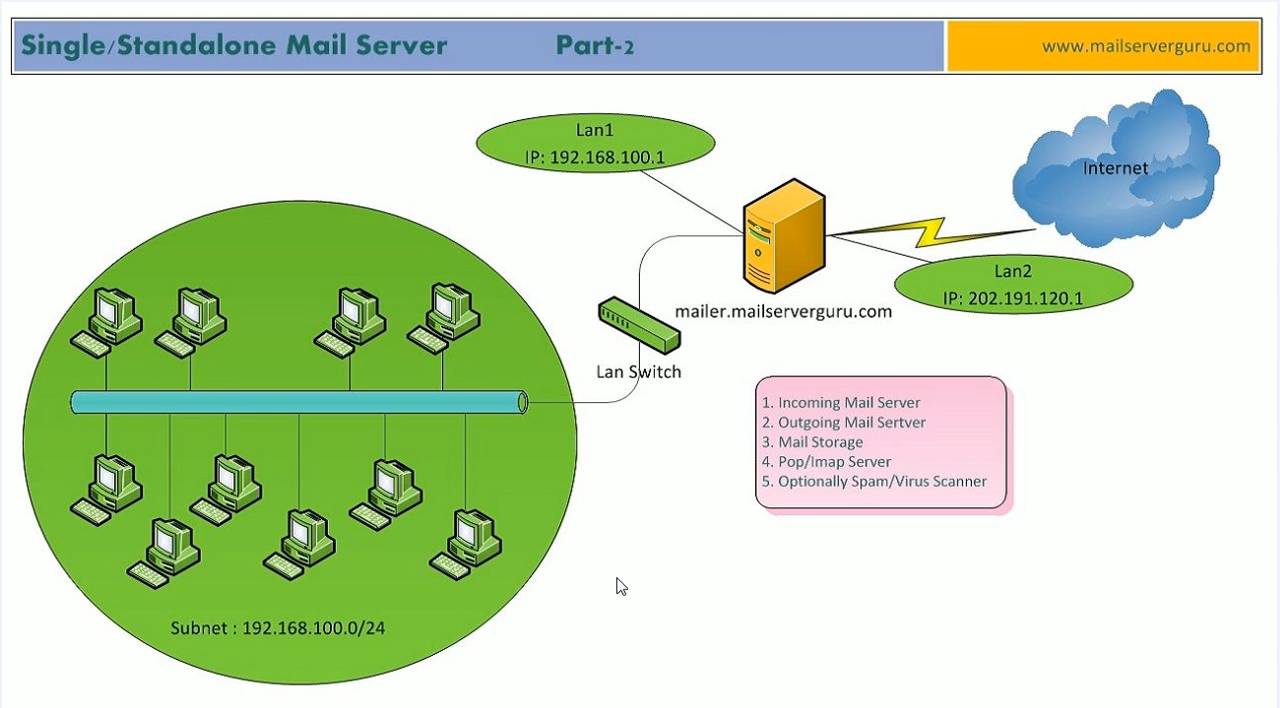 Single/Standalone Mail Server Part-2
www.mailserverguru.com
Lan1
IP: 192.168.100.1
Internet
Lan2
IP: 202.191.120.1
mailer.mailserverguru.com
Lan Switch
1. Incoming Mail Server
2. Outgoing Mail Sertver
3. Mail Storage
4. Pop/Imap Server
5. Optionally Spam/Virus Scanner
Subnet : 192.168.100.0/24